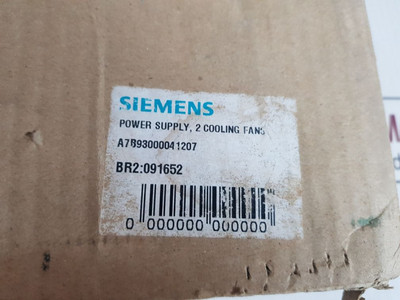 SIEMENS
POWER SUPPLY, 2 COOLING FANS
A7B93000041207
BR2:091652
0 000000 000000